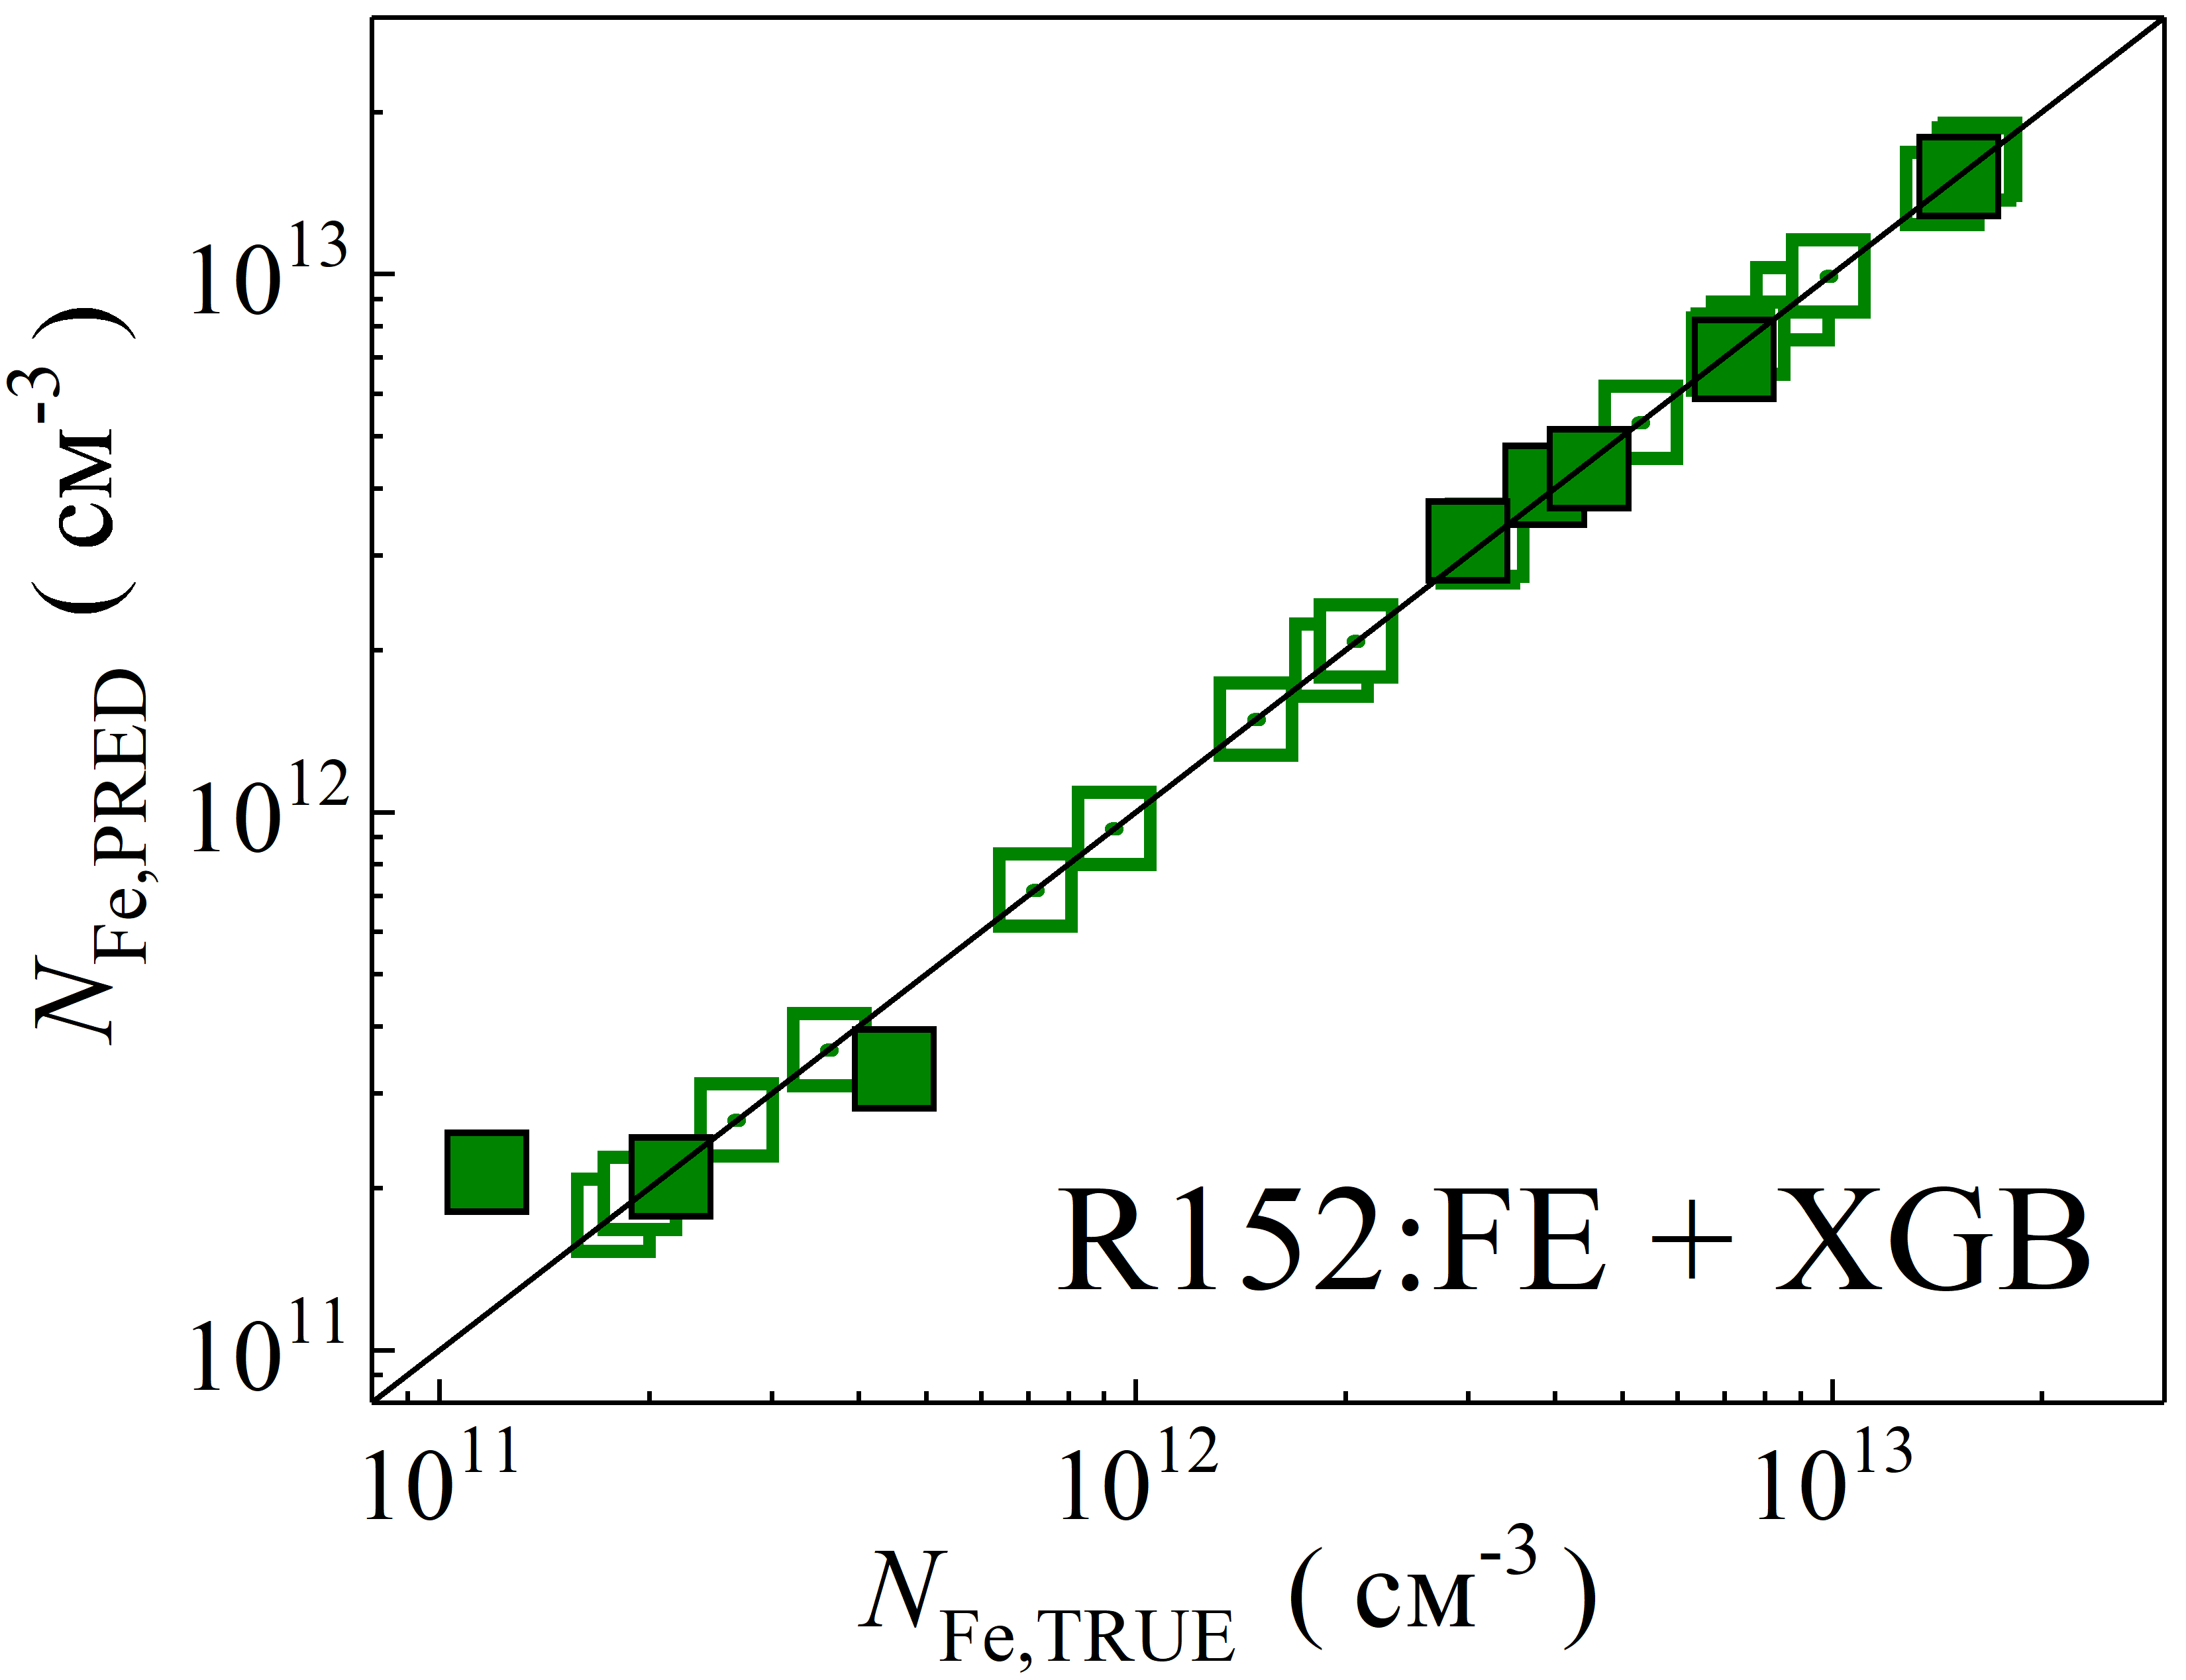 N_Fe,PRED ( см^-3 )
10^13
10^12
10^11
R152:FE + XGB
10^11 10^12 10^13
N_Fe,TRUE ( см^-3 )